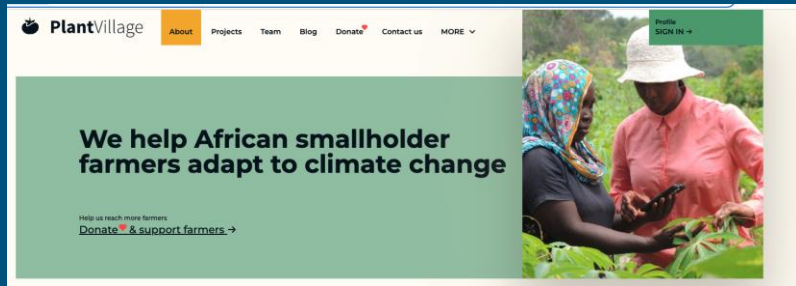 PlantVillage
About Projects Team Blog Donate Contact us MORE
Profile
SIGN IN →
We help African smallholder
farmers adapt to climate change
Help us reach more farmers
Donate & support farmers →